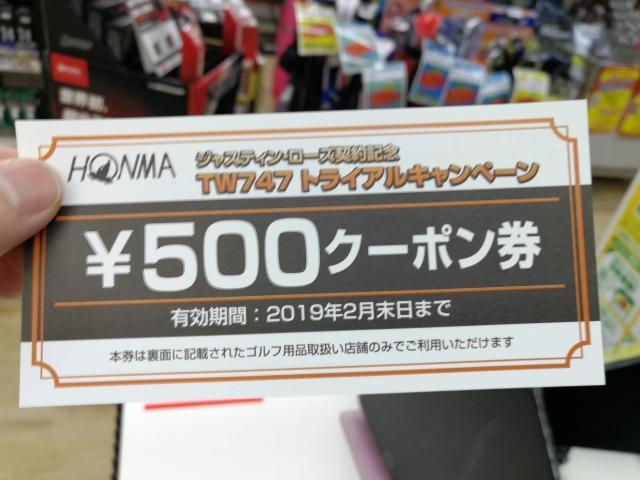 HONMA
ジャスティン・ローズ契約記念
TW747 トライアルキャンペーン
¥500クーポン券
有効期間：2019年2月末日まで
本券は裏面に記載されたゴルフ用品取扱い店舗のみでご利用いただけます